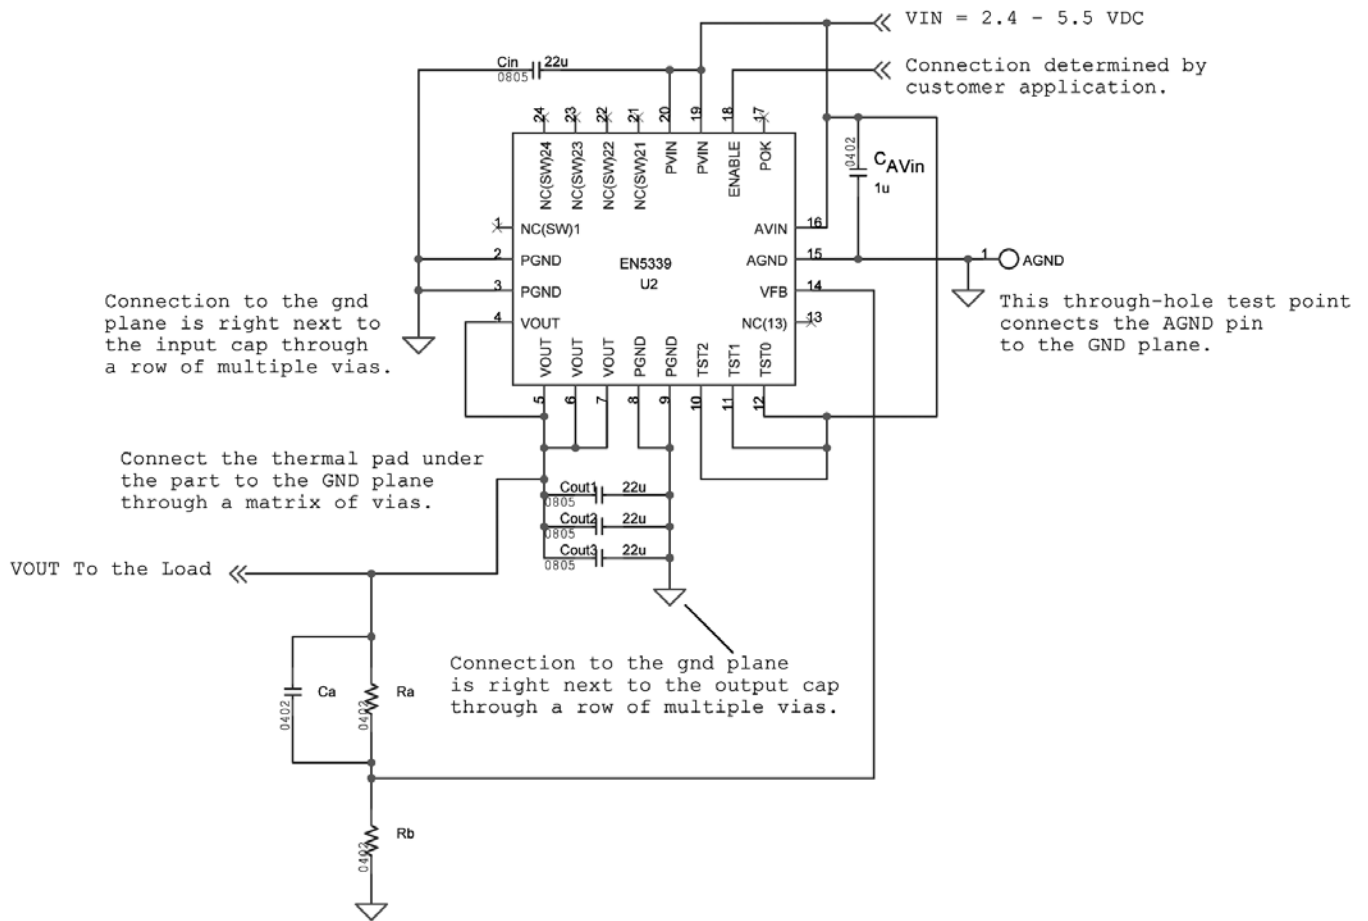 VIN = 2.4 - 5.5 VDC
Cin
22u
0805
Connection determined by
customer application.
24
23
22
21
20
19
18
17
NC(SW)24
NC(SW)23
NC(SW)22
NC(SW)21
PVIN
PVIN
ENABLE
POK
0402
CAVin
1u
1
NC(SW)1
AVIN
16
2
PGND
EN5339
AGND
15
1
AGND
U2
3
PGND
VFB
14
4
VOUT
NC(13)
13
Connection to the gnd
plane is right next to
the input cap through
a row of multiple vias.
This through-hole test point
connects the AGND pin
to the GND plane.
VOUT
VOUT
VOUT
PGND
PGND
TST2
TST1
TST0
5
6
7
8
9
10
11
12
Connect the thermal pad under
the part to the GND plane
through a matrix of vias.
Cout1
22u
0805
Cout2
22u
0805
Cout3
22u
0805
VOUT To the Load
Connection to the gnd plane
is right next to the output cap
through a row of multiple vias.
Ca
0402
Ra
0402
Rb
0402